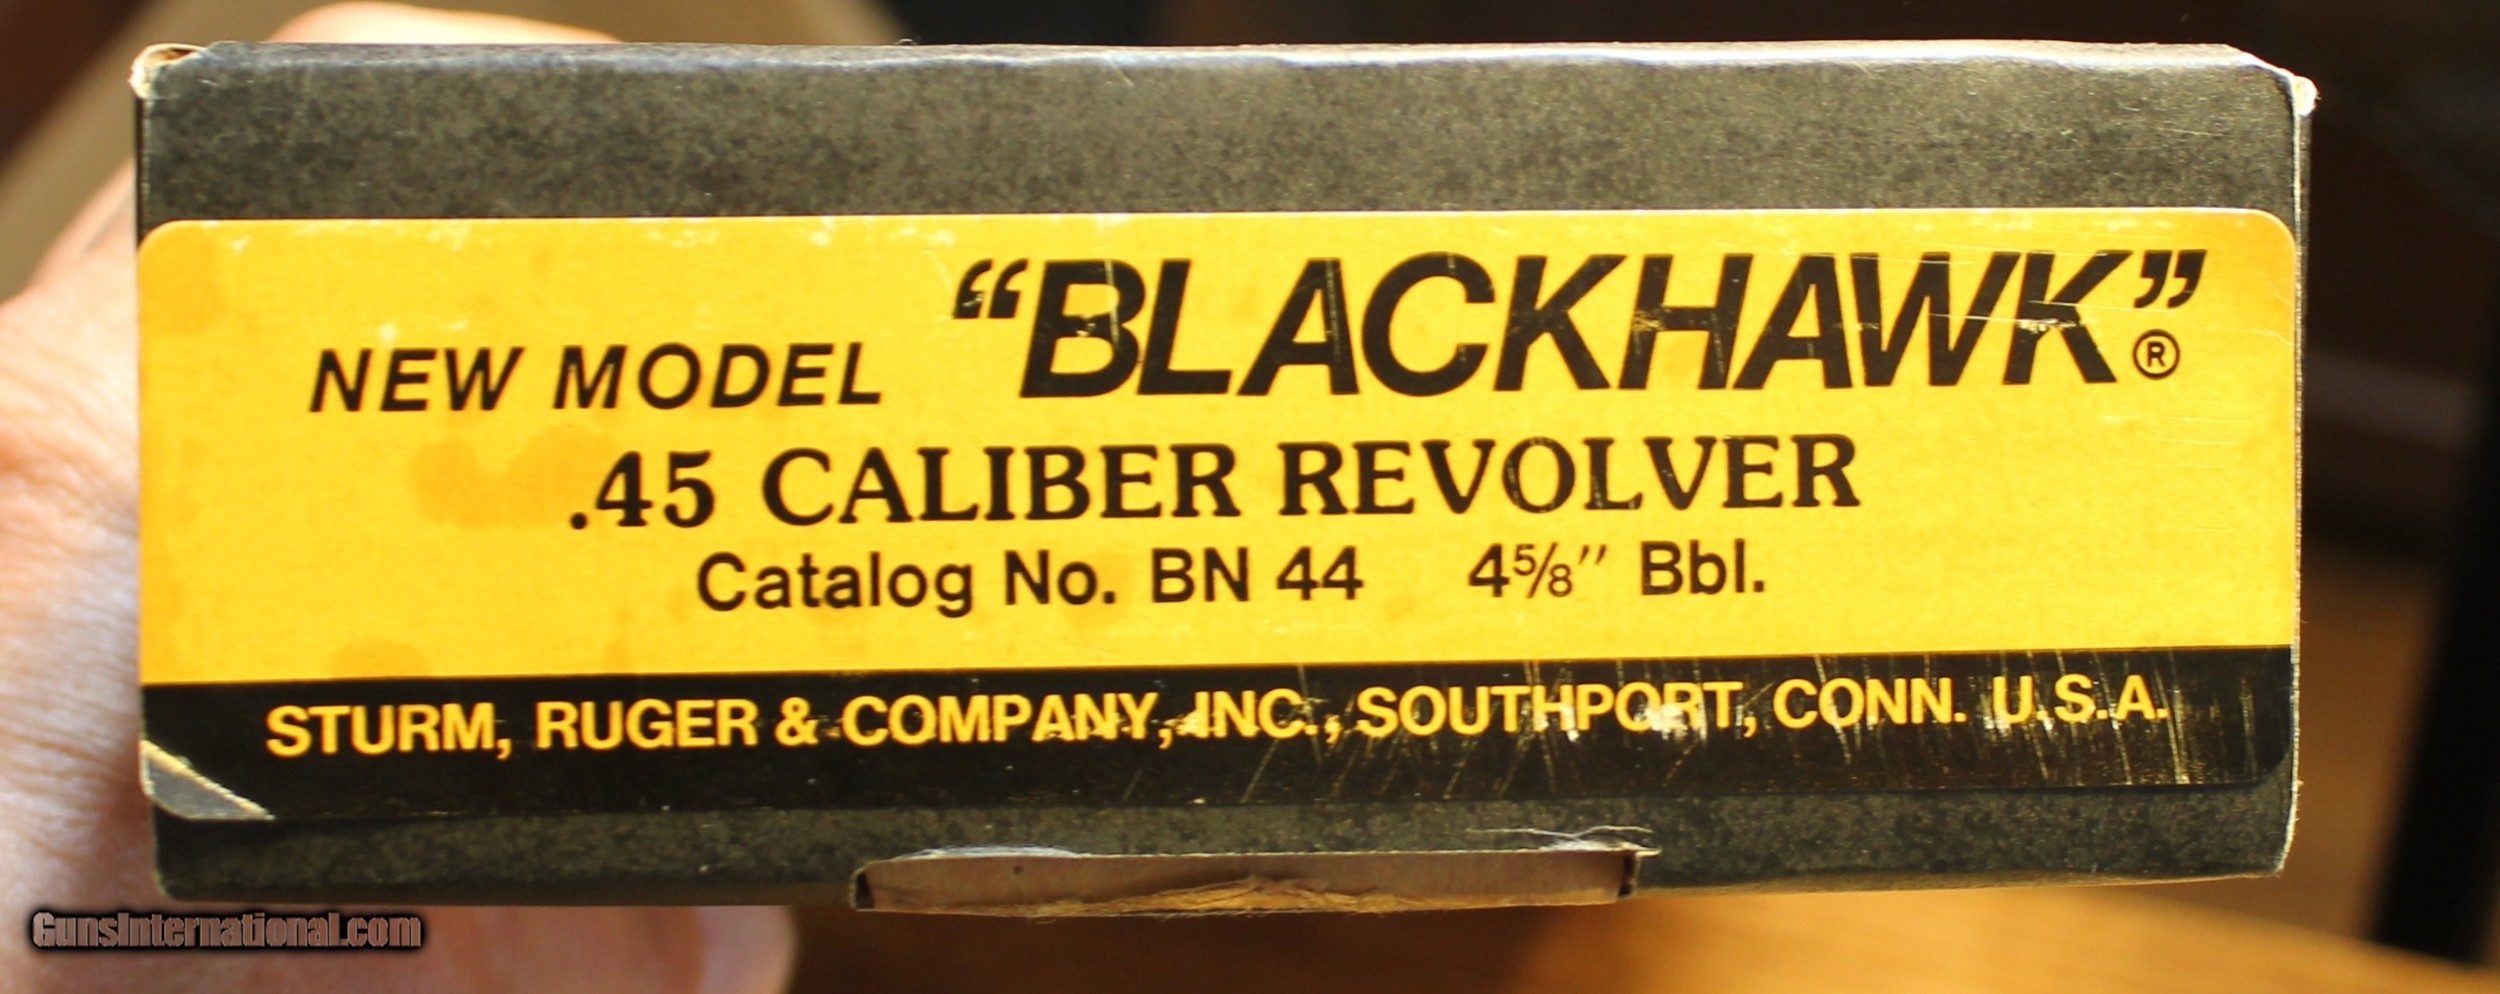 NEW MODEL "BLACKHAWK"®
.45 CALIBER REVOLVER
Catalog No. BN 44 4⅝" Bbl.
STURM, RUGER & COMPANY, INC., SOUTHPORT, CONN. U.S.A.
GunsInternational.com